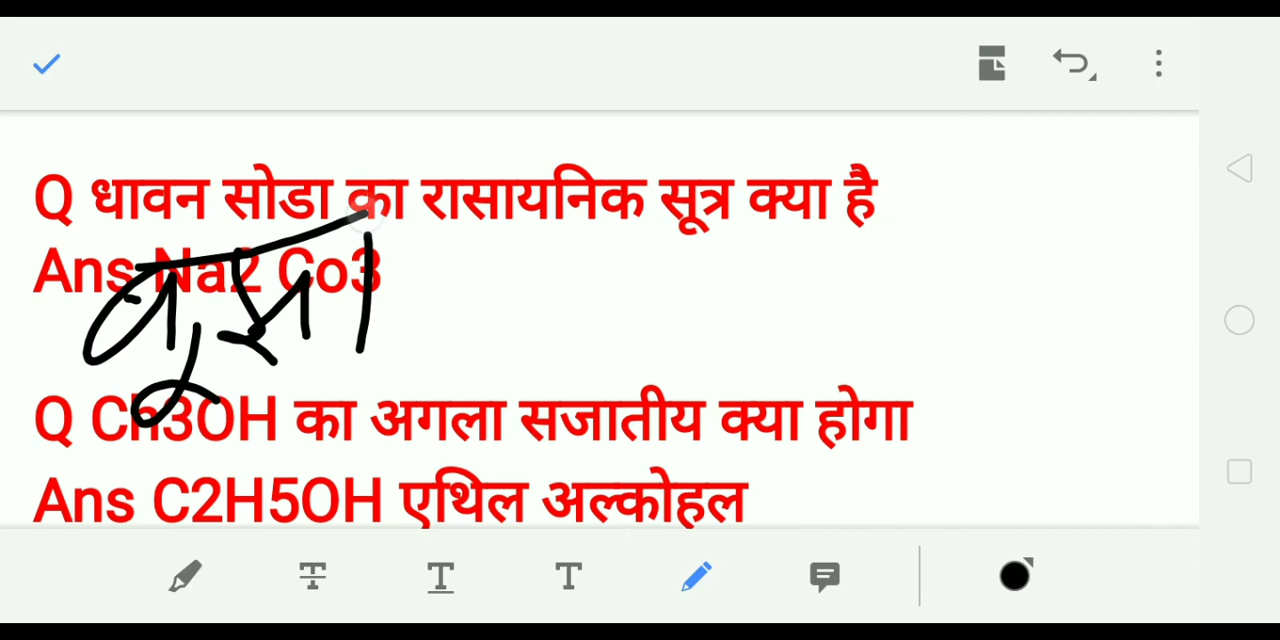 Q धावन सोडा का रासायनिक सूत्र क्या है
Ans Na2 Co3
Q Ch3OH का अगला सजातीय क्या होगा
Ans C2H5OH एथिल अल्कोहल